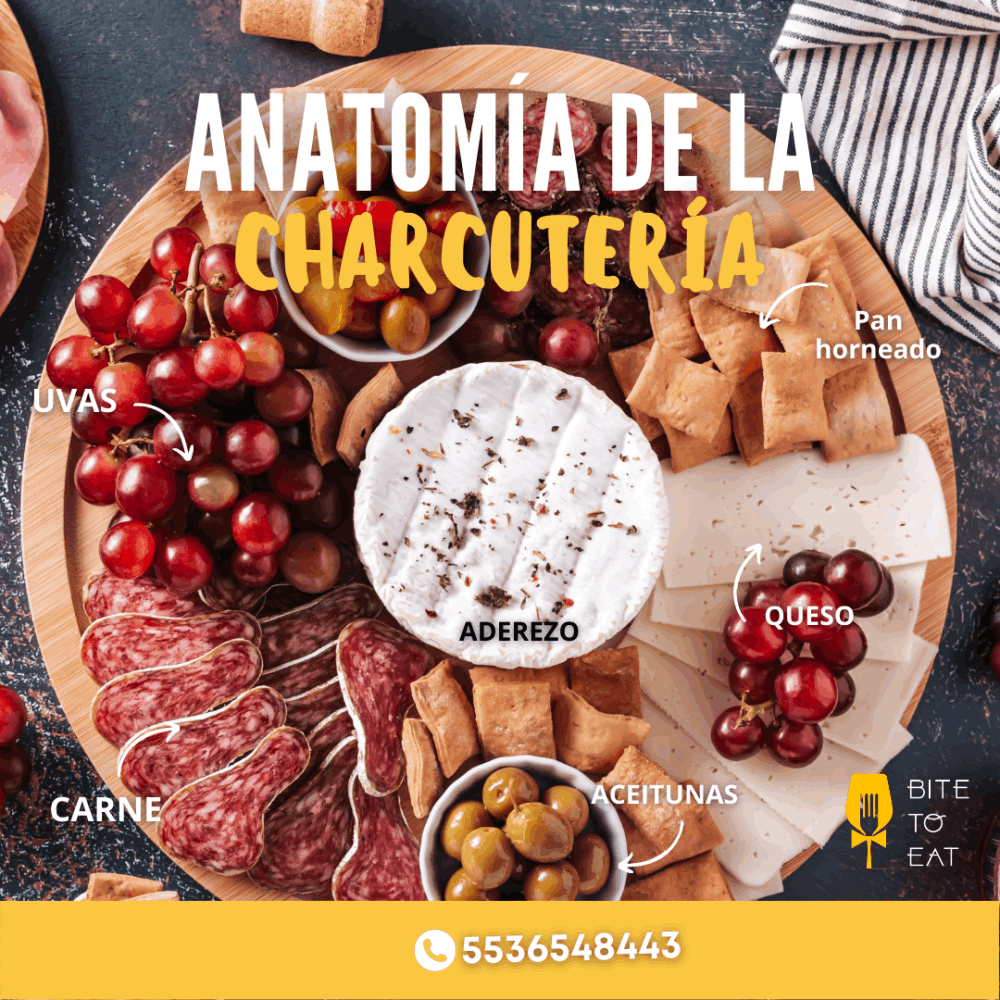 ANATOMÍA DE LA
CHARCUTERÍA
Pan
horneado
UVAS
QUESO
ADEREZO
ACEITUNAS
CARNE
BITE
TO
EAT
5536548443